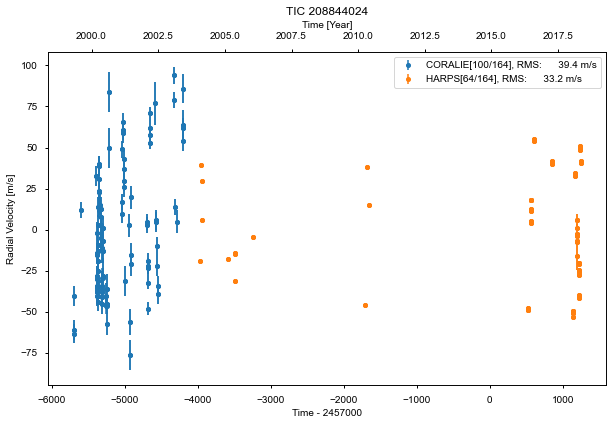 TIC 208844024
Time [Year]
2000.0 2002.5 2005.0 2007.5 2010.0 2012.5 2015.0 2017.5
CORALIE[100/164], RMS: 39.4 m/s
HARPS[64/164], RMS: 33.2 m/s
Radial Velocity [m/s]
100
75
50
25
0
−25
−50
−75
−6000 −5000 −4000 −3000 −2000 −1000 0 1000
Time - 2457000